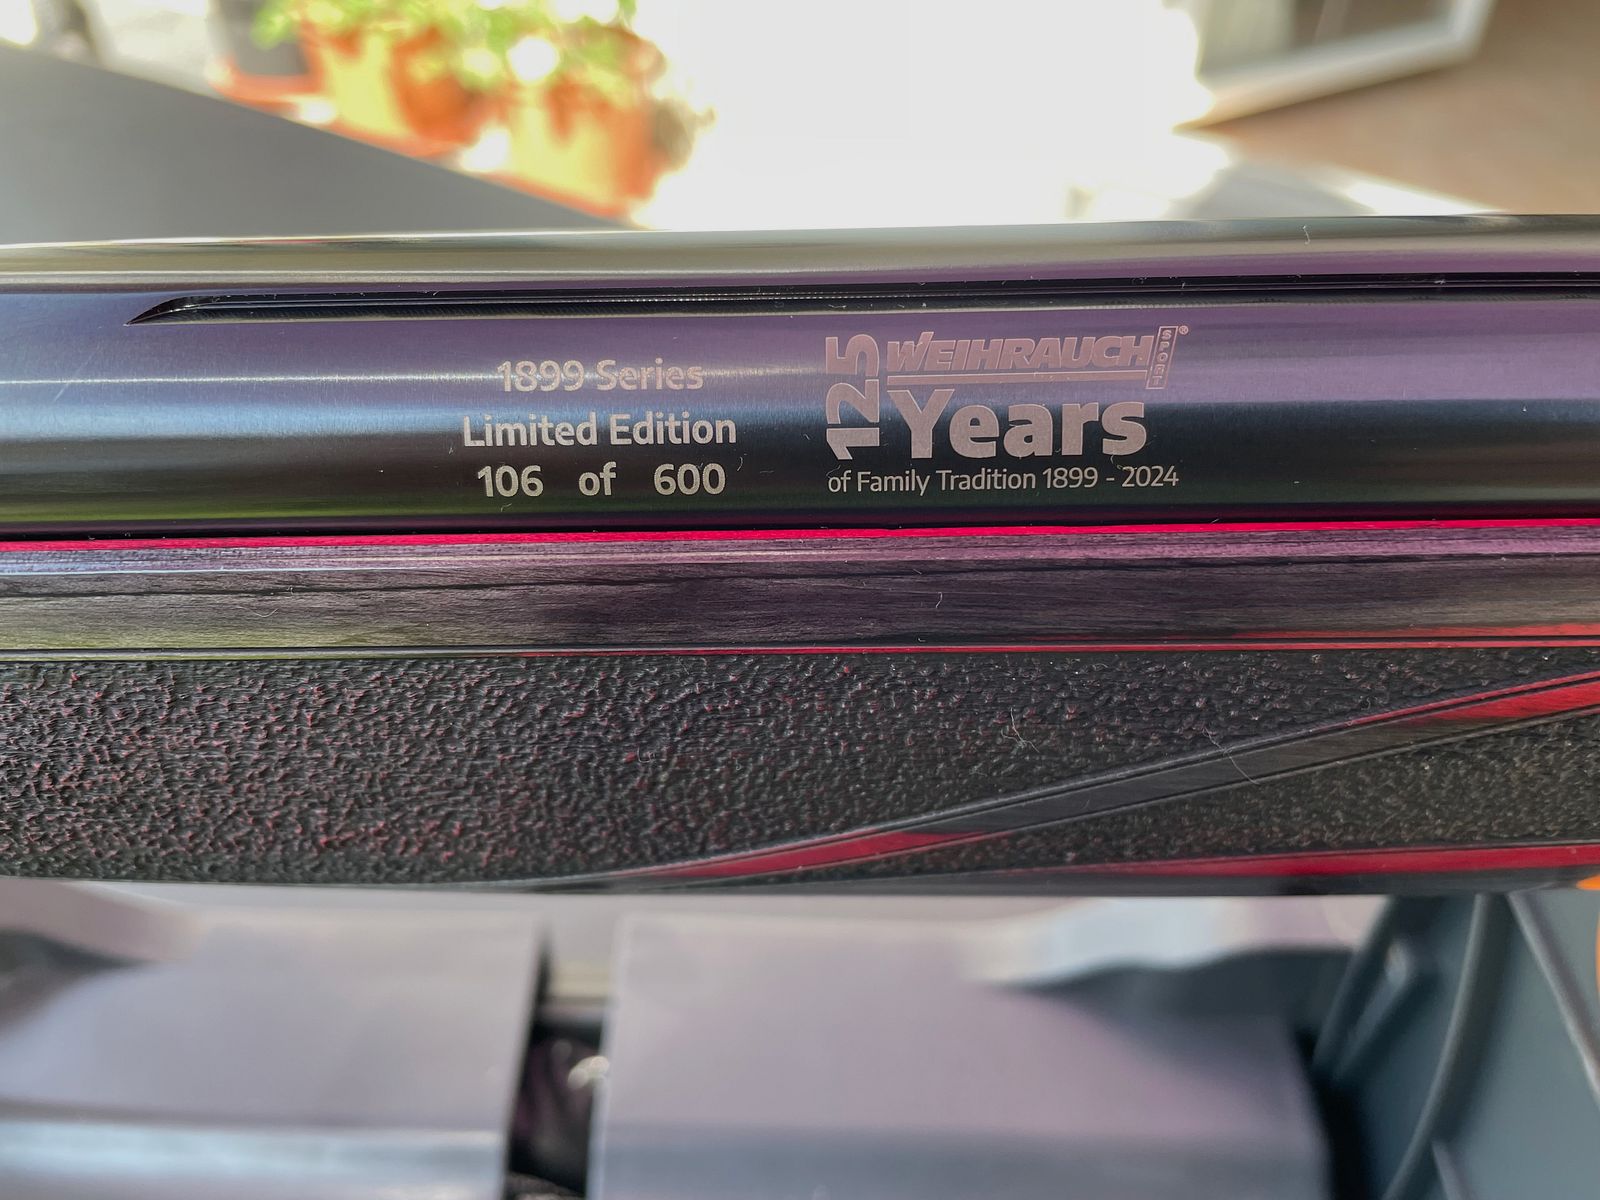 1899 Series
Limited Edition
106 of 600
125
WEIHRAUCH SPORT®
Years
of Family Tradition 1899 - 2024